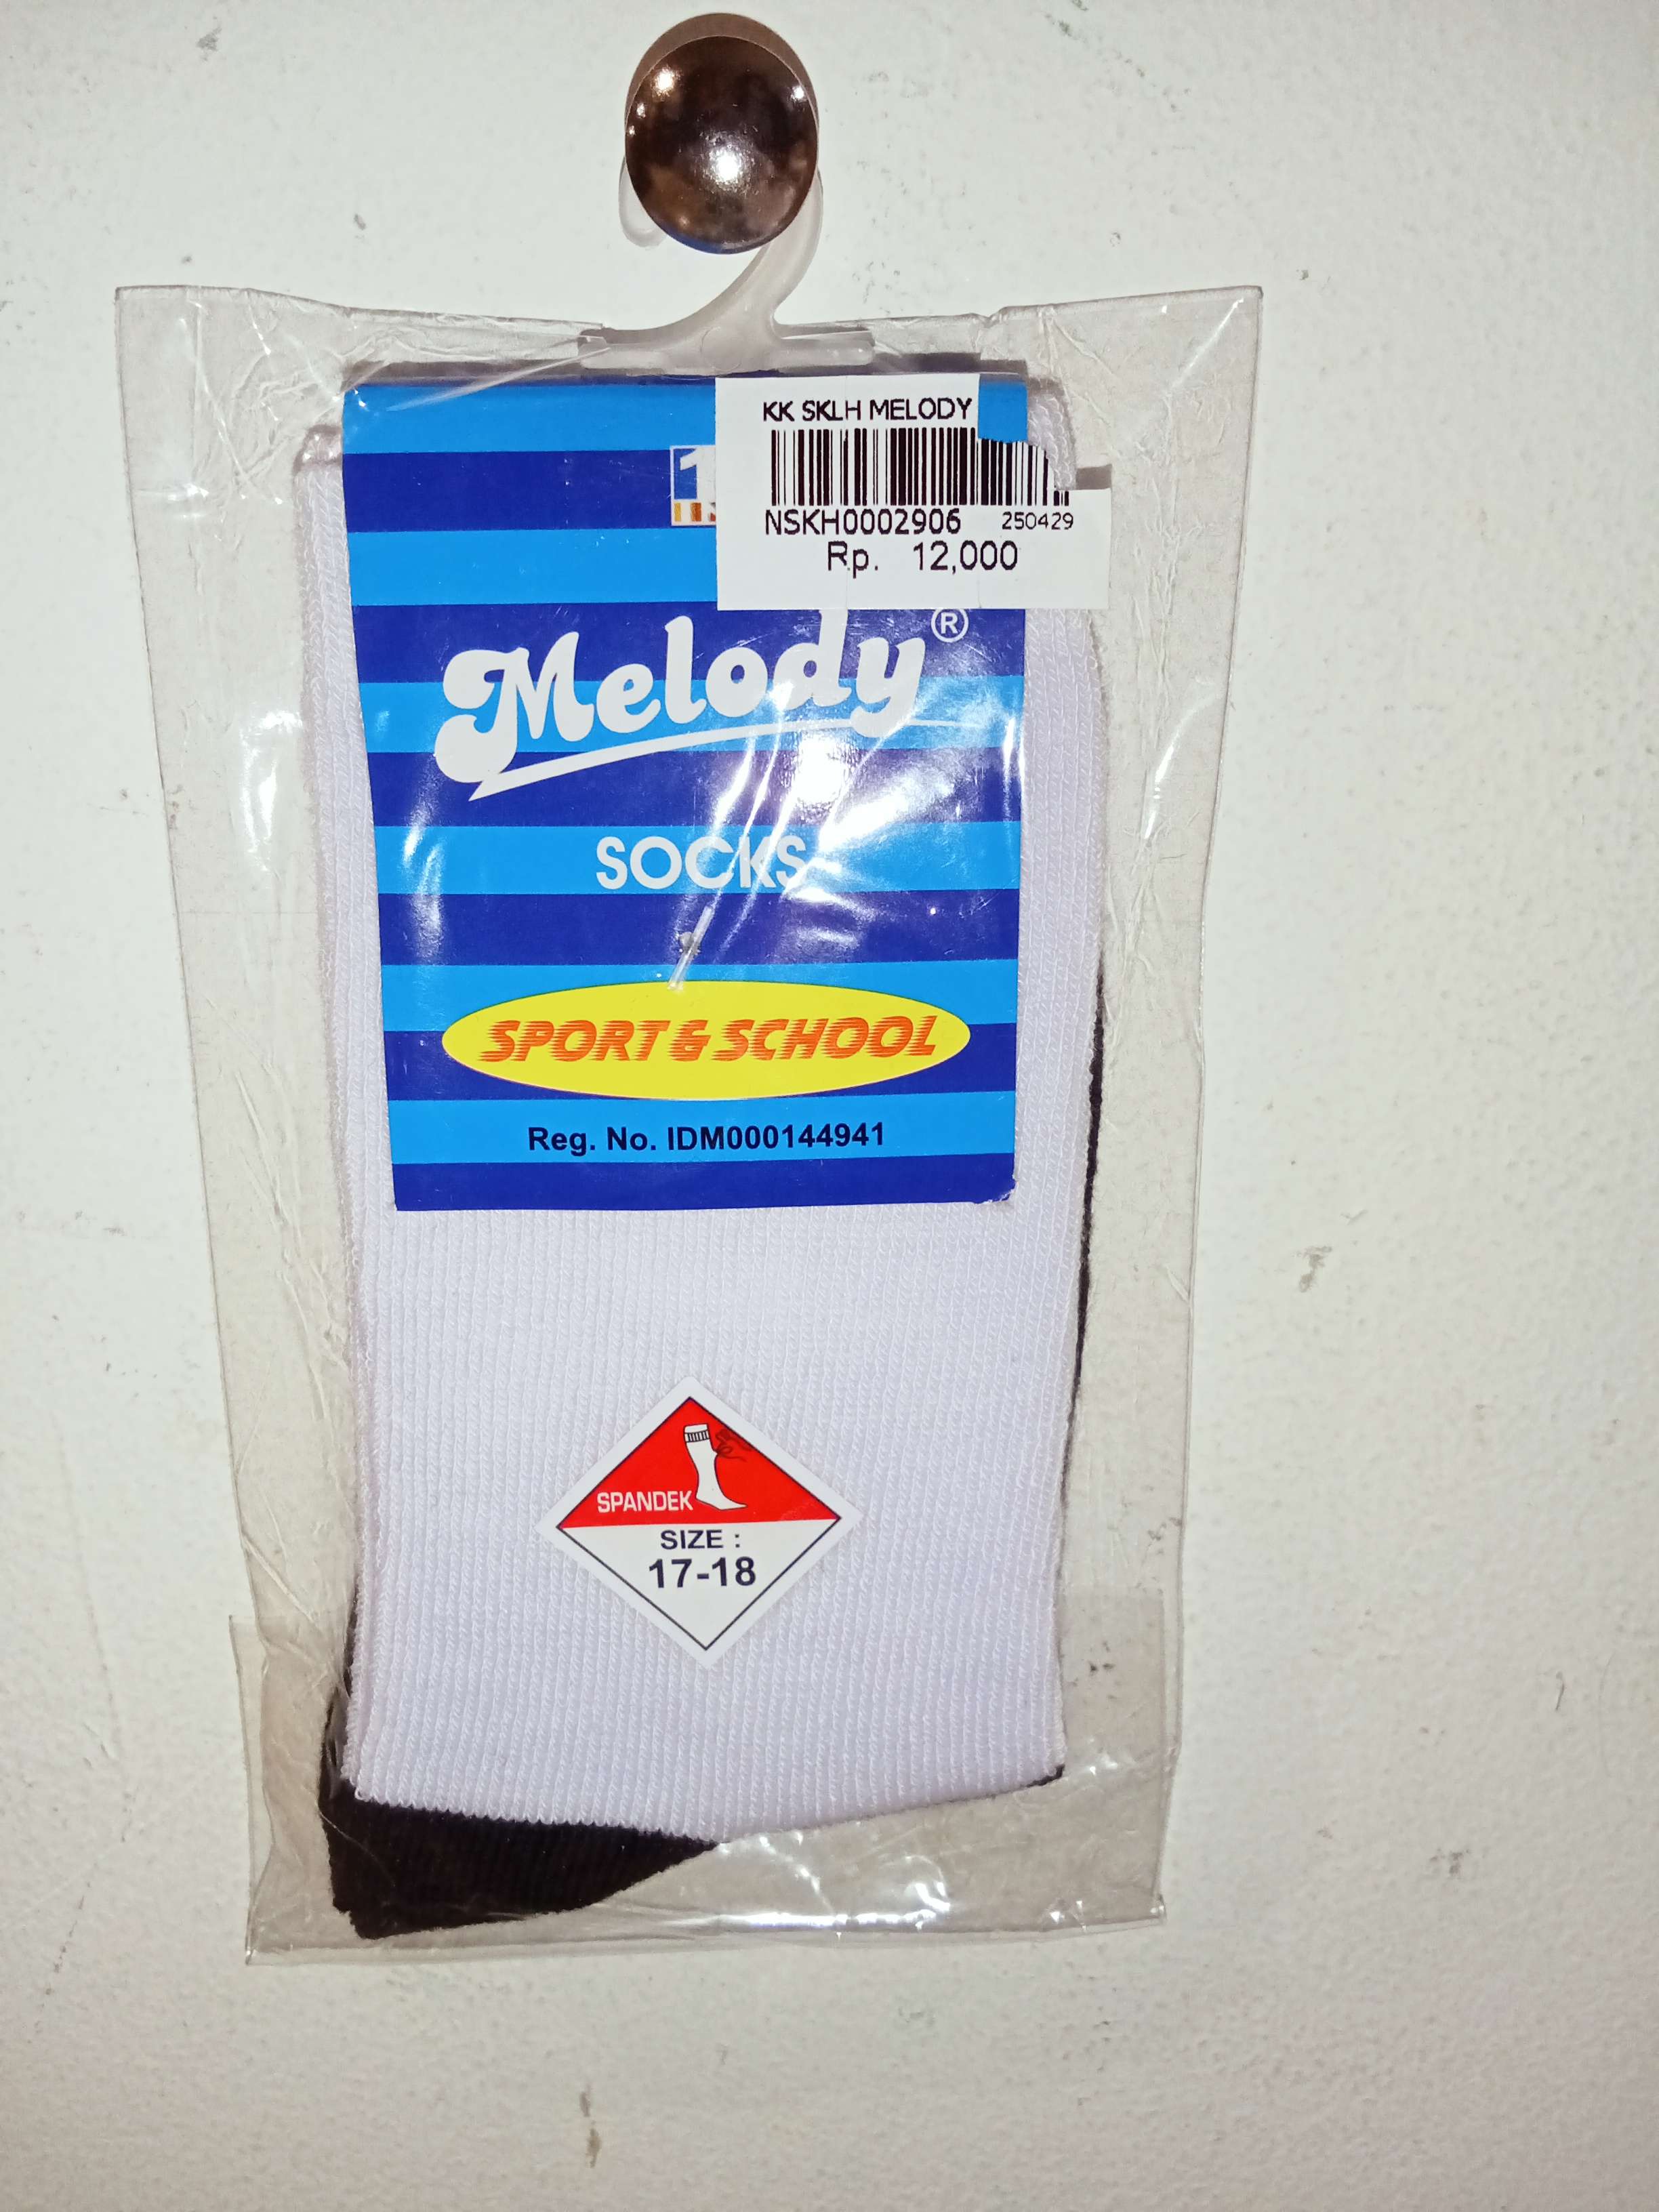 KK SKLH MELODY
NSKH0002906 250429
Rp. 12,000
1
Melody®
SOCKS
SPORT & SCHOOL
Reg. No. IDM000144941
SPANDEK
SIZE :
17-18